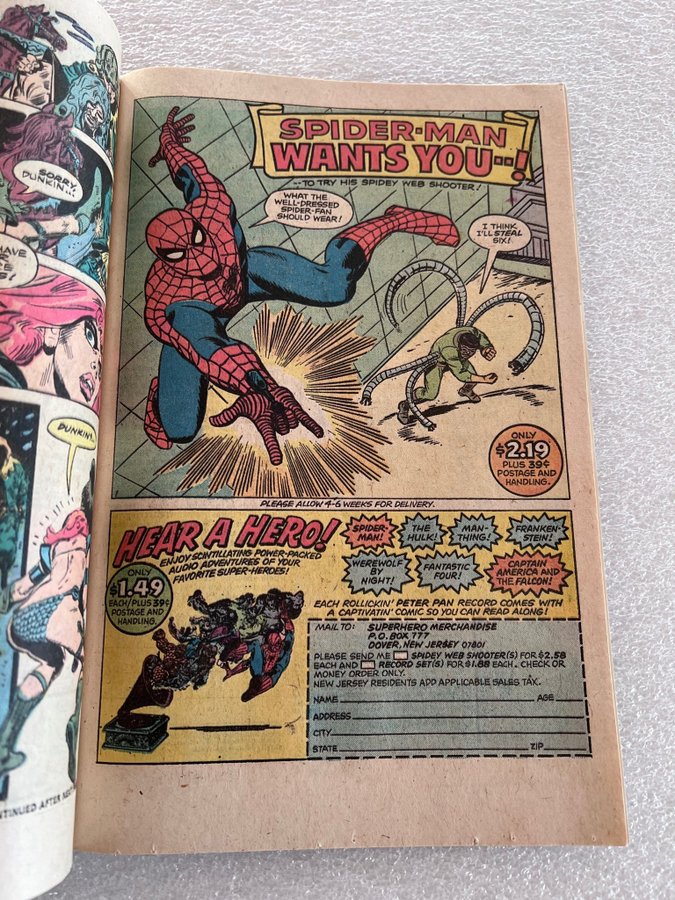 SORRY,
DUNKIN...
HAVE
DUNKIN!
TINUED AFTER NEXT
SPIDER-MAN
WANTS YOU--!
--TO TRY HIS SPIDEY WEB SHOOTER!
WHAT THE
WELL-DRESSED
SPIDER-FAN
SHOULD WEAR!
I THINK
I'LL STEAL
SIX!
ONLY
$2.19
PLUS 39¢
POSTAGE AND
HANDLING.
PLEASE ALLOW 4-6 WEEKS FOR DELIVERY.
HEAR A HERO!
ENJOY SCINTILLATING POWER-PACKED
AUDIO ADVENTURES OF YOUR
FAVORITE SUPER-HEROES!
ONLY
$1.49
EACH/PLUS 39¢
POSTAGE AND
HANDLING.
SPIDER-
MAN!
THE
HULK!
MAN-
THING!
FRANKEN-
STEIN!
WEREWOLF
BY
NIGHT!
FANTASTIC
FOUR!
CAPTAIN
AMERICA AND
THE FALCON!
EACH ROLLICKIN' PETER PAN RECORD COMES WITH
A CAPTIVATIN' COMIC SO YOU CAN READ ALONG!
MAIL TO: SUPERHERO MERCHANDISE
P.O. BOX 777
DOVER, NEW JERSEY 07801
PLEASE SEND ME SPIDEY WEB SHOOTER(S) FOR $2.58
EACH AND RECORD SET(S) FOR $1.88 EACH. CHECK OR
MONEY ORDER ONLY.
NEW JERSEY RESIDENTS ADD APPLICABLE SALES TAX.
NAME AGE
ADDRESS
CITY
STATE ZIP